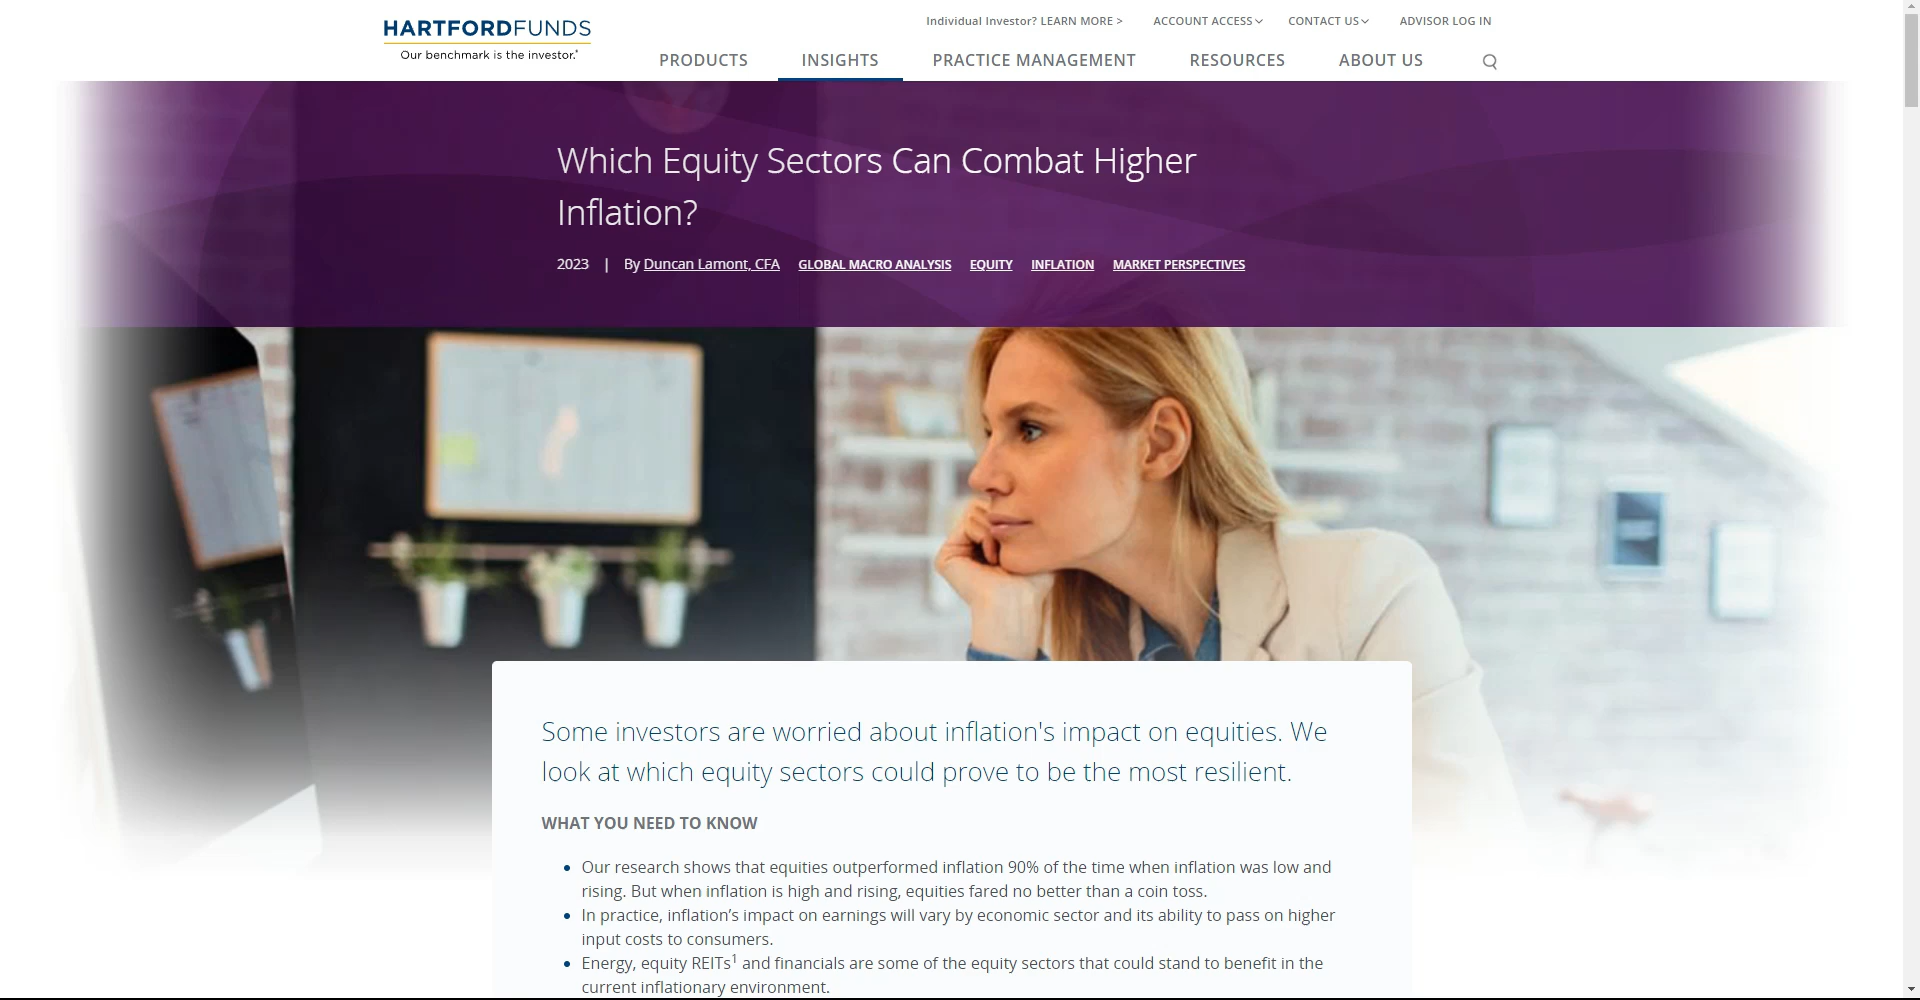 HARTFORDFUNDS
Our benchmark is the investor.®
Individual Investor? LEARN MORE >
ACCOUNT ACCESS
CONTACT US
ADVISOR LOG IN
PRODUCTS
INSIGHTS
PRACTICE MANAGEMENT
RESOURCES
ABOUT US
Which Equity Sectors Can Combat Higher
Inflation?
2023 | By Duncan Lamont, CFA GLOBAL MACRO ANALYSIS EQUITY INFLATION MARKET PERSPECTIVES
Some investors are worried about inflation's impact on equities. We
look at which equity sectors could prove to be the most resilient.
WHAT YOU NEED TO KNOW
• Our research shows that equities outperformed inflation 90% of the time when inflation was low and
rising. But when inflation is high and rising, equities fared no better than a coin toss.
• In practice, inflation’s impact on earnings will vary by economic sector and its ability to pass on higher
input costs to consumers.
• Energy, equity REITs¹ and financials are some of the equity sectors that could stand to benefit in the
current inflationary environment.